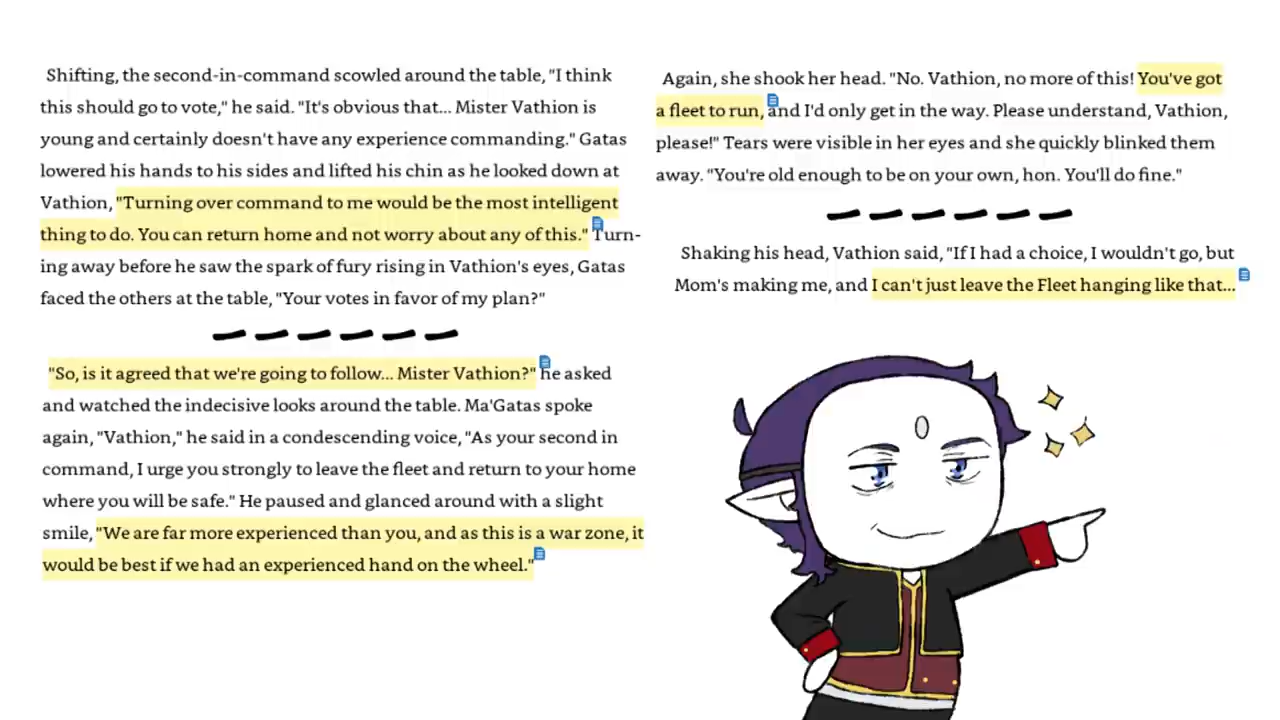 Shifting, the second-in-command scowled around the table, "I think
this should go to vote," he said. "It's obvious that... Mister Vathion is
young and certainly doesn't have any experience commanding." Gatas
lowered his hands to his sides and lifted his chin as he looked down at
Vathion, "Turning over command to me would be the most intelligent
thing to do. You can return home and not worry about any of this." Turn-
ing away before he saw the spark of fury rising in Vathion's eyes, Gatas
faced the others at the table, "Your votes in favor of my plan?"
"So, is it agreed that we're going to follow... Mister Vathion?" he asked
and watched the indecisive looks around the table. Ma'Gatas spoke
again, "Vathion," he said in a condescending voice, "As your second in
command, I urge you strongly to leave the fleet and return to your home
where you will be safe." He paused and glanced around with a slight
smile, "We are far more experienced than you, and as this is a war zone, it
would be best if we had an experienced hand on the wheel."
Again, she shook her head. "No. Vathion, no more of this! You've got
a fleet to run, and I'd only get in the way. Please understand, Vathion,
please!" Tears were visible in her eyes and she quickly blinked them
away. "You're old enough to be on your own, hon. You'll do fine."
Shaking his head, Vathion said, "If I had a choice, I wouldn't go, but
Mom's making me, and I can't just leave the Fleet hanging like that...